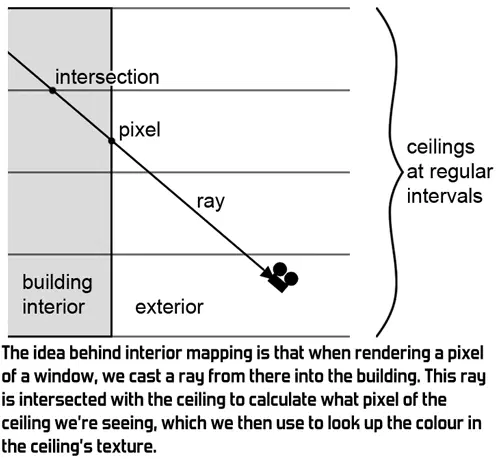 intersection
pixel
ceilings
at regular
intervals
ray
building
interior
exterior
The idea behind interior mapping is that when rendering a pixel
of a window, we cast a ray from there into the building. This ray
is intersected with the ceiling to calculate what pixel of the
ceiling we're seeing, which we then use to look up the colour in
the ceiling's texture.